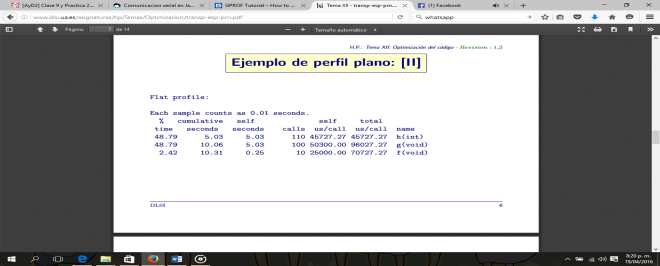 [AyD2] Clase 9 y Practica 2...
Comunicacion serial en Ja...
GPROF Tutorial – How to ...
Tema XII - transp-esp-prn....
(1) Facebook
www.dlsi.ua.es/asignaturas/hp/Temas/Optimizacion/transp-esp-prn.pdf
whatsapp
Página: 7 de 14
Tamaño automático
H.P.: Tema XII: Optimización del código - Revision : 1,2
Ejemplo de perfil plano: [II]
Flat profile:
Each sample counts as 0.01 seconds.
% cumulative self self total
time seconds seconds calls us/call us/call name
48.79 5.03 5.03 110 45727.27 45727.27 h(int)
48.79 10.06 5.03 100 50300.00 96027.27 g(void)
2.42 10.31 0.25 10 25000.00 70727.27 f(void)
DLSI 6
8:20 p. m.
19/04/2016